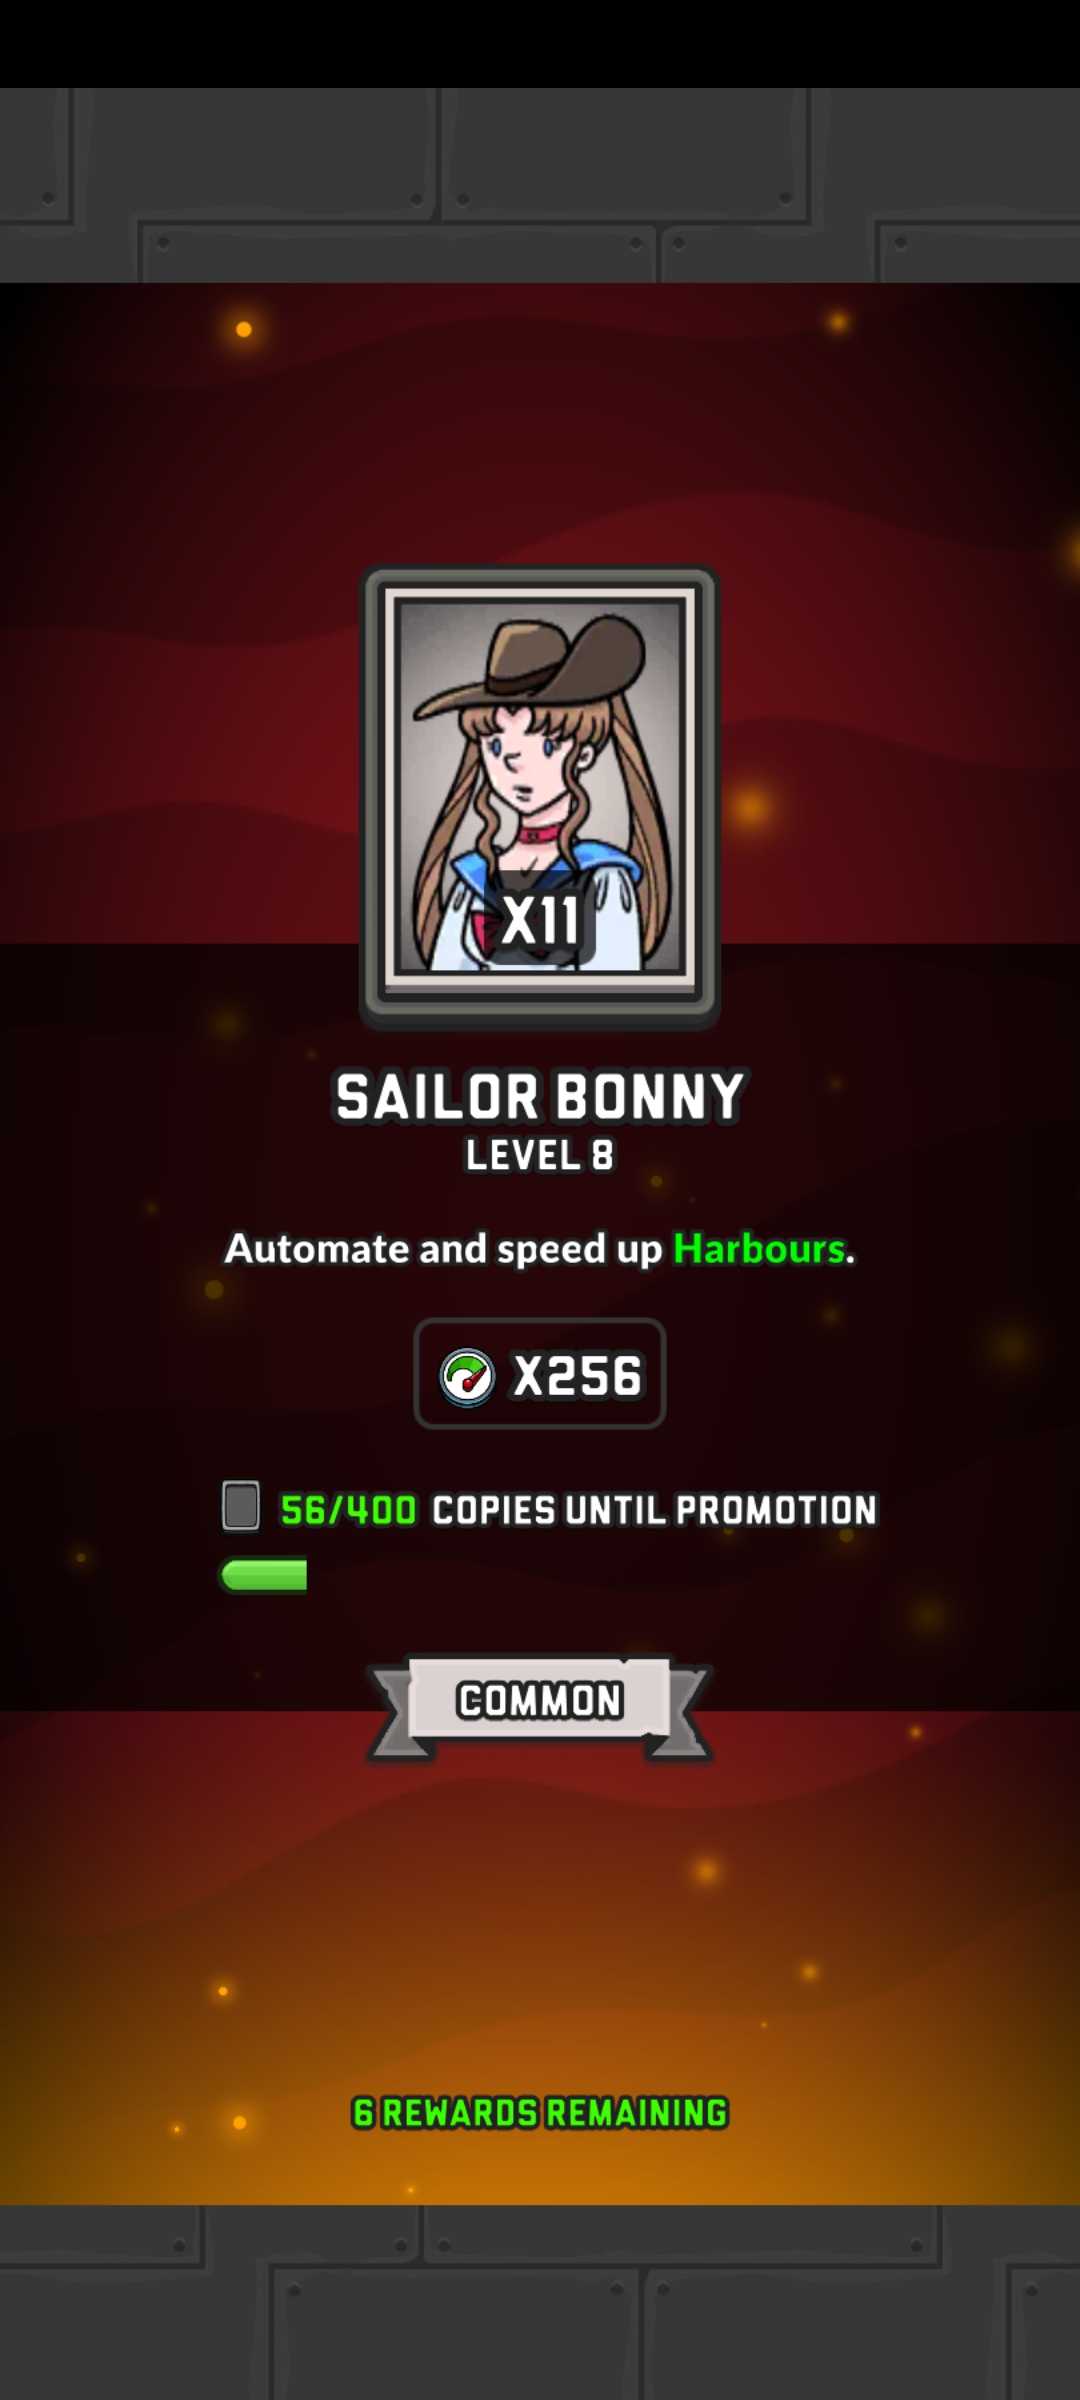 X11
SAILOR BONNY
LEVEL 8
Automate and speed up Harbours.
X256
56/400 COPIES UNTIL PROMOTION
COMMON
6 REWARDS REMAINING